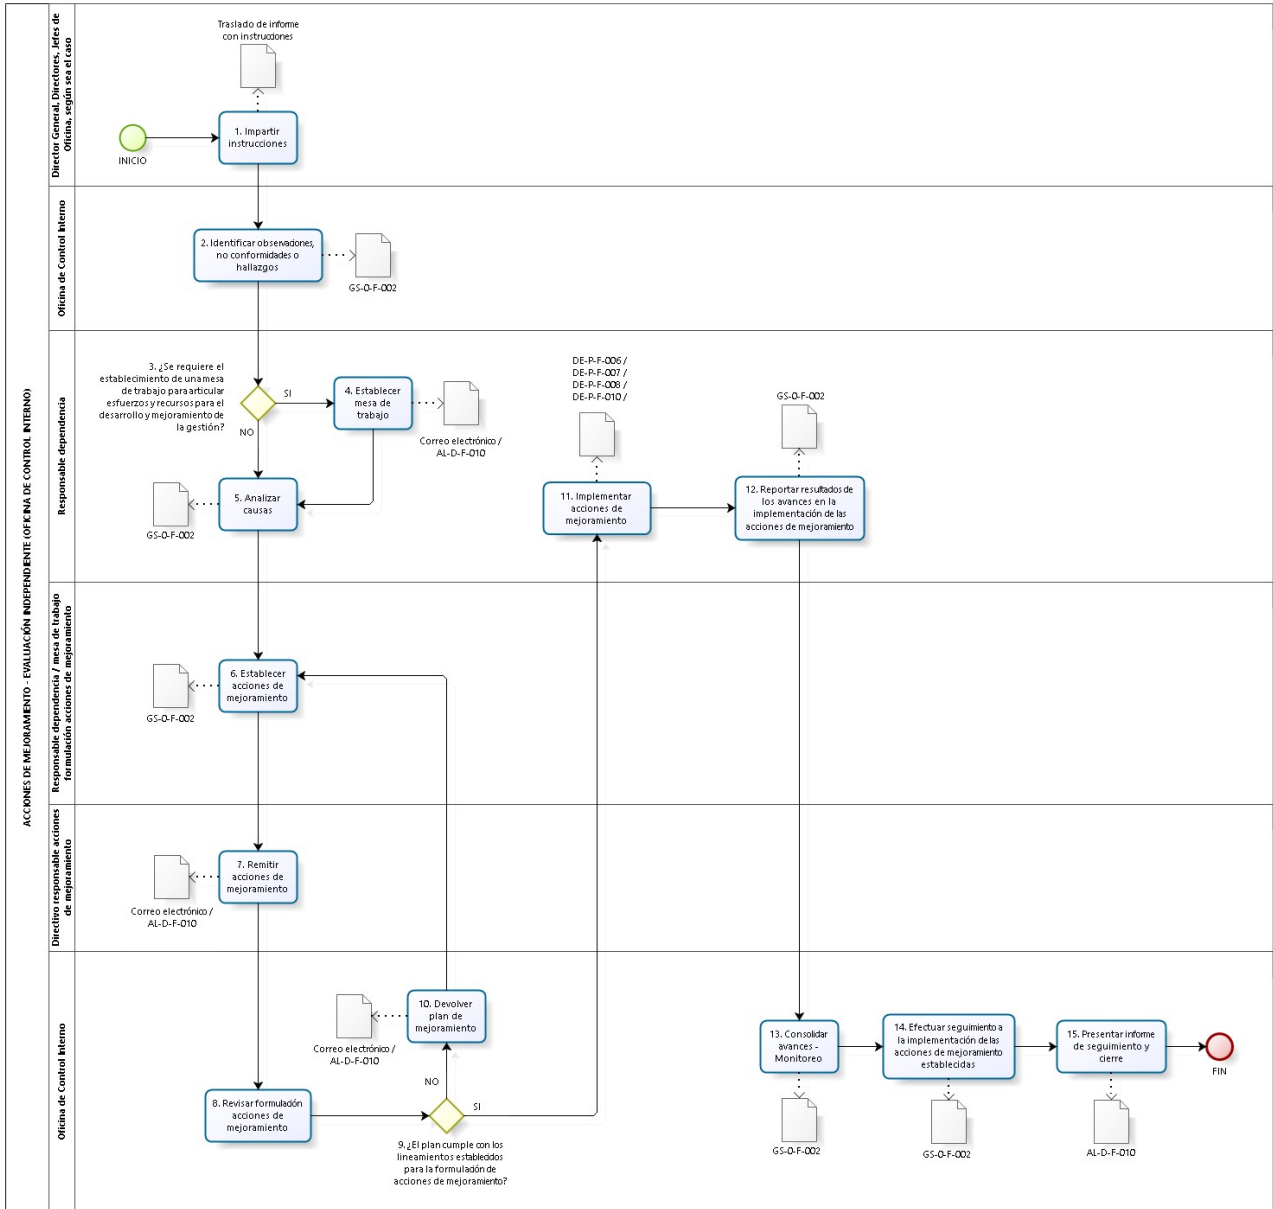 ACCIONES DE MEJORAMIENTO - EVALUACIÓN INDEPENDIENTE (OFICINA DE CONTROL INTERNO)
Director General, Directores, Jefes de
Oficina, según sea el caso
Traslado de informe
con instrucciones
INICIO
1. Impartir
instrucciones
Oficina de Control Interno
2. Identificar observaciones,
no conformidades o
hallazgos
GS-0-F-002
Responsable dependencia
3. ¿Se requiere el
establecimiento de una mesa
de trabajo para articular
esfuerzos y recursos para el
desarrollo y mejoramiento de
la gestión?
SI
NO
4. Establecer
mesa de
trabajo
Correo electrónico /
AL-D-F-010
5. Analizar
causas
GS-0-F-002
DE-P-F-006 /
DE-P-F-007 /
DE-P-F-008 /
DE-P-F-010 /
11. Implementar
acciones de
mejoramiento
GS-0-F-002
12. Reportar resultados de
los avances en la
implementación de las
acciones de mejoramiento
Responsable dependencia / mesa de trabajo
formulación acciones de mejoramiento
6. Establecer
acciones de
mejoramiento
GS-0-F-002
Directivo responsable acciones
de mejoramiento
7. Remitir
acciones de
mejoramiento
Correo electrónico /
AL-D-F-010
Oficina de Control Interno
8. Revisar formulación
acciones de
mejoramiento
9. ¿El plan cumple con los
lineamientos establecidos
para la formulación de
acciones de mejoramiento?
NO
SI
10. Devolver
plan de
mejoramiento
Correo electrónico /
AL-D-F-010
13. Consolidar
avances -
Monitoreo
GS-0-F-002
14. Efectuar seguimiento a
la implementación de las
acciones de mejoramiento
establecidas
GS-0-F-002
15. Presentar informe
de seguimiento y
cierre
AL-D-F-010
FIN